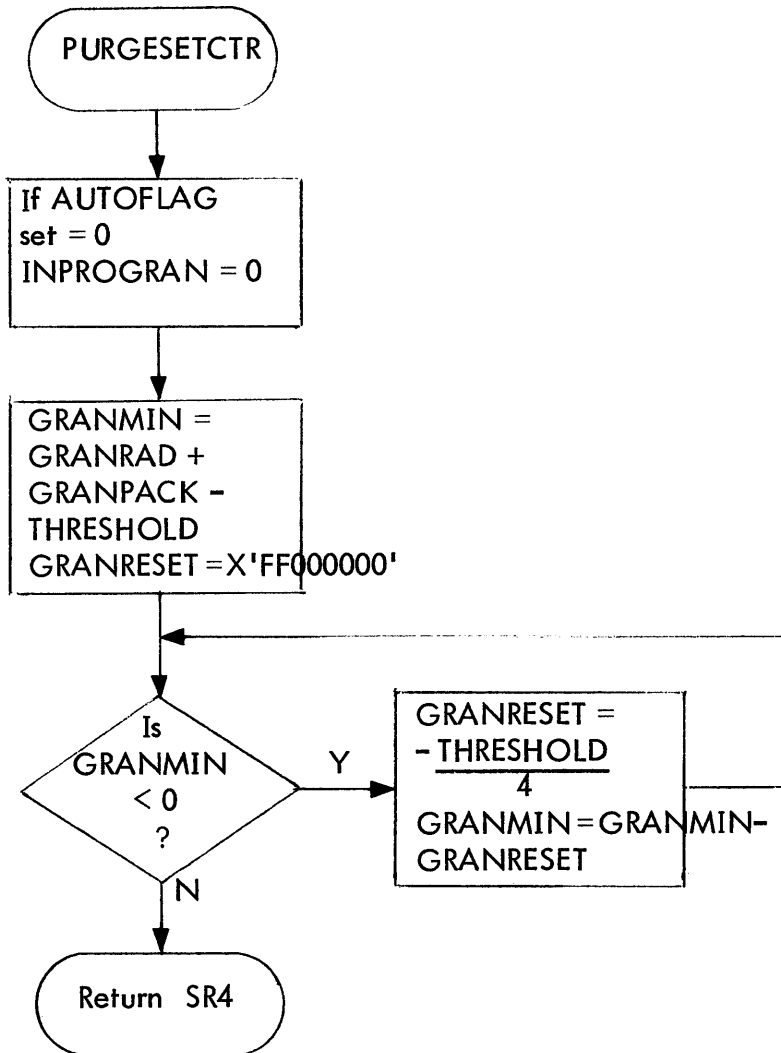 PURGESETCTR
If AUTOFLAG
set = 0
INPROGRAN = 0
GRANMIN =
GRANRAD +
GRANPACK -
THRESHOLD
GRANRESET = X'FF000000'
Is
GRANMIN
< 0
?
Y
N
GRANRESET =
- THRESHOLD
4
GRANMIN = GRANMIN-
GRANRESET
Return SR4